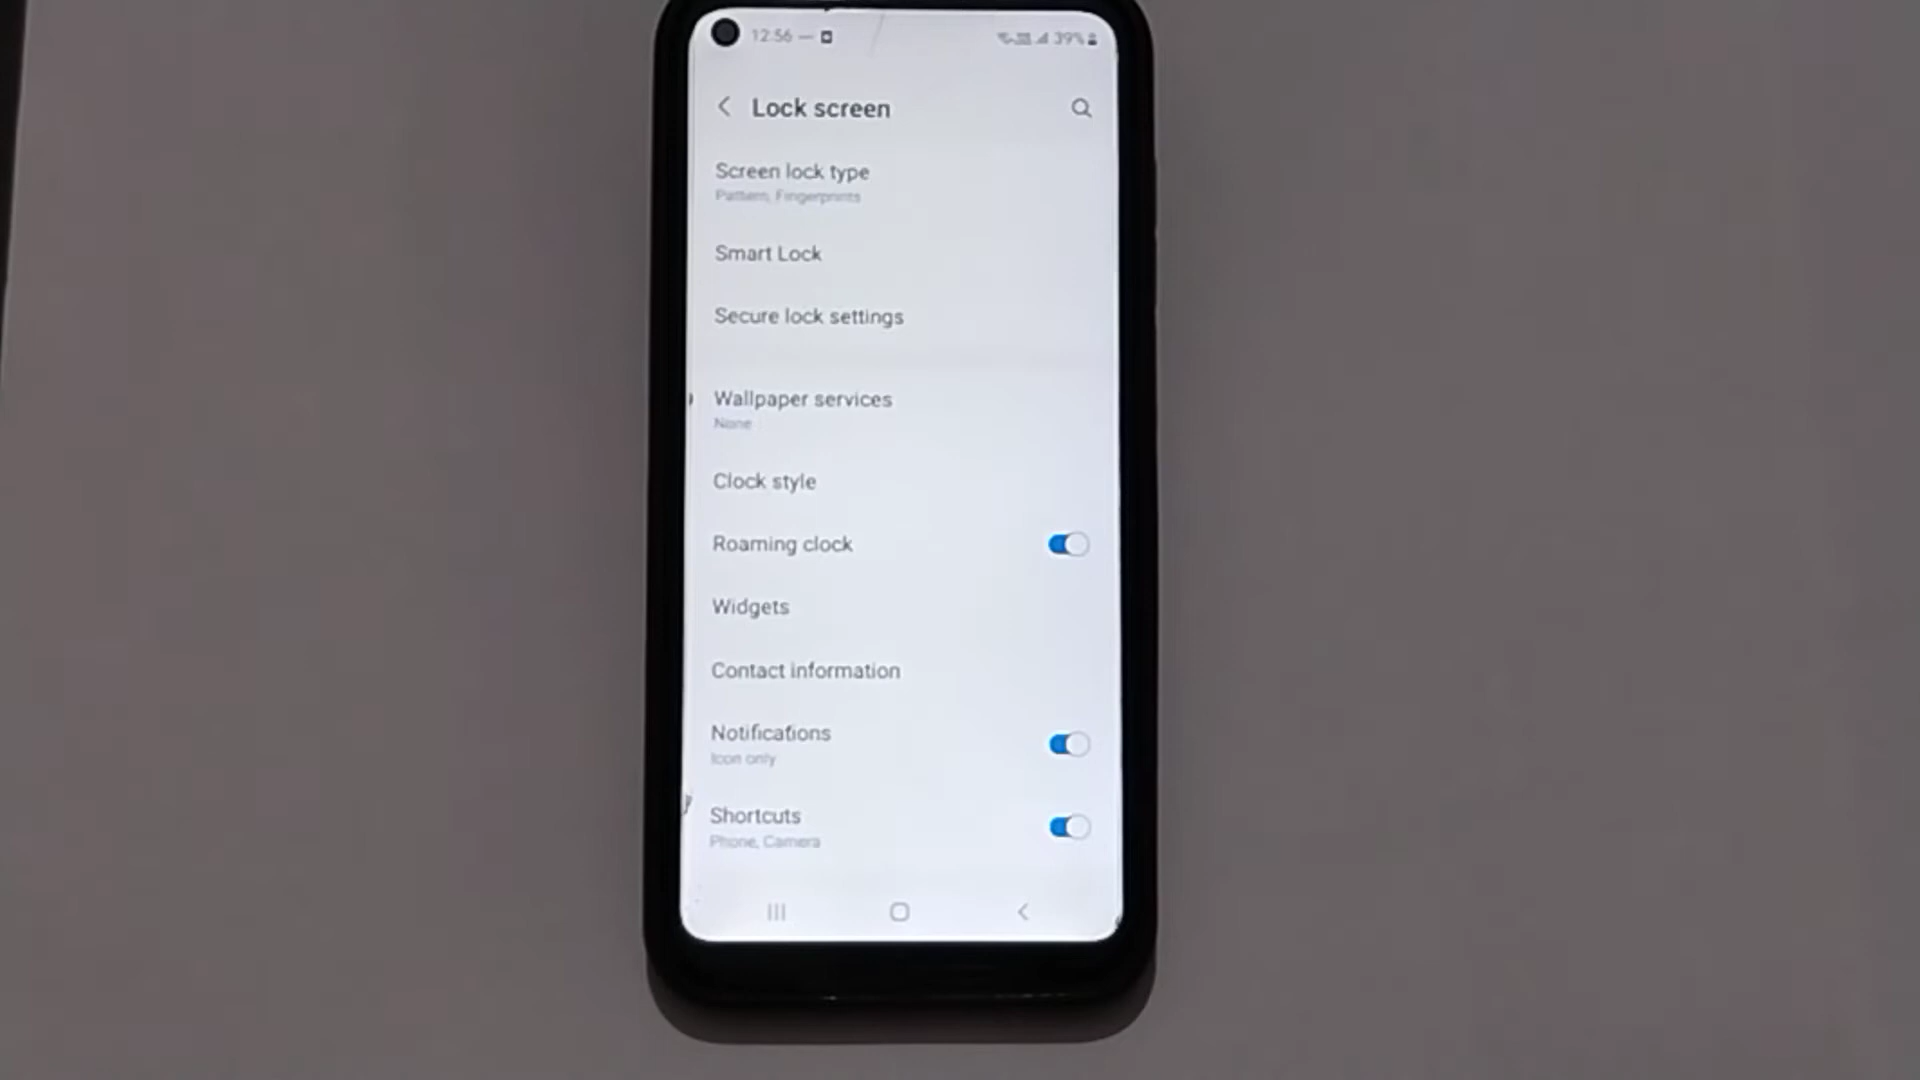 12:56
39%
Lock screen
Screen lock type
Pattern, Fingerprints
Smart Lock
Secure lock settings
Wallpaper services
None
Clock style
Roaming clock
Widgets
Contact information
Notifications
Icon only
Shortcuts
Phone, Camera